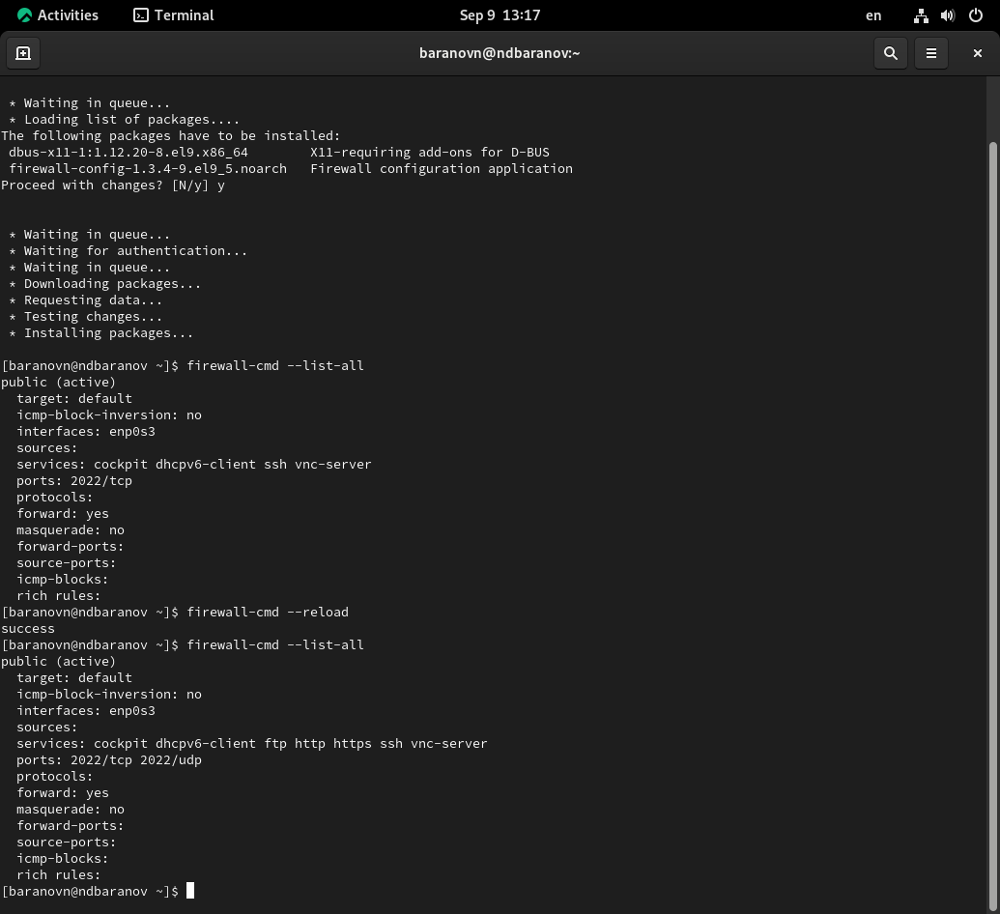 Activities Terminal Sep 9 13:17 en
baranovn@ndbaranov:~
* Waiting in queue...
* Loading list of packages....
The following packages have to be installed:
dbus-x11-1:1.12.20-8.el9.x86_64 X11-requiring add-ons for D-BUS
firewall-config-1.3.4-9.el9_5.noarch Firewall configuration application
Proceed with changes? [N/y] y
* Waiting in queue...
* Waiting for authentication...
* Waiting in queue...
* Downloading packages...
* Requesting data...
* Testing changes...
* Installing packages...
[baranovn@ndbaranov ~]$ firewall-cmd --list-all
public (active)
target: default
icmp-block-inversion: no
interfaces: enp0s3
sources:
services: cockpit dhcpv6-client ssh vnc-server
ports: 2022/tcp
protocols:
forward: yes
masquerade: no
forward-ports:
source-ports:
icmp-blocks:
rich rules:
[baranovn@ndbaranov ~]$ firewall-cmd --reload
success
[baranovn@ndbaranov ~]$ firewall-cmd --list-all
public (active)
target: default
icmp-block-inversion: no
interfaces: enp0s3
sources:
services: cockpit dhcpv6-client ftp http https ssh vnc-server
ports: 2022/tcp 2022/udp
protocols:
forward: yes
masquerade: no
forward-ports:
source-ports:
icmp-blocks:
rich rules:
[baranovn@ndbaranov ~]$